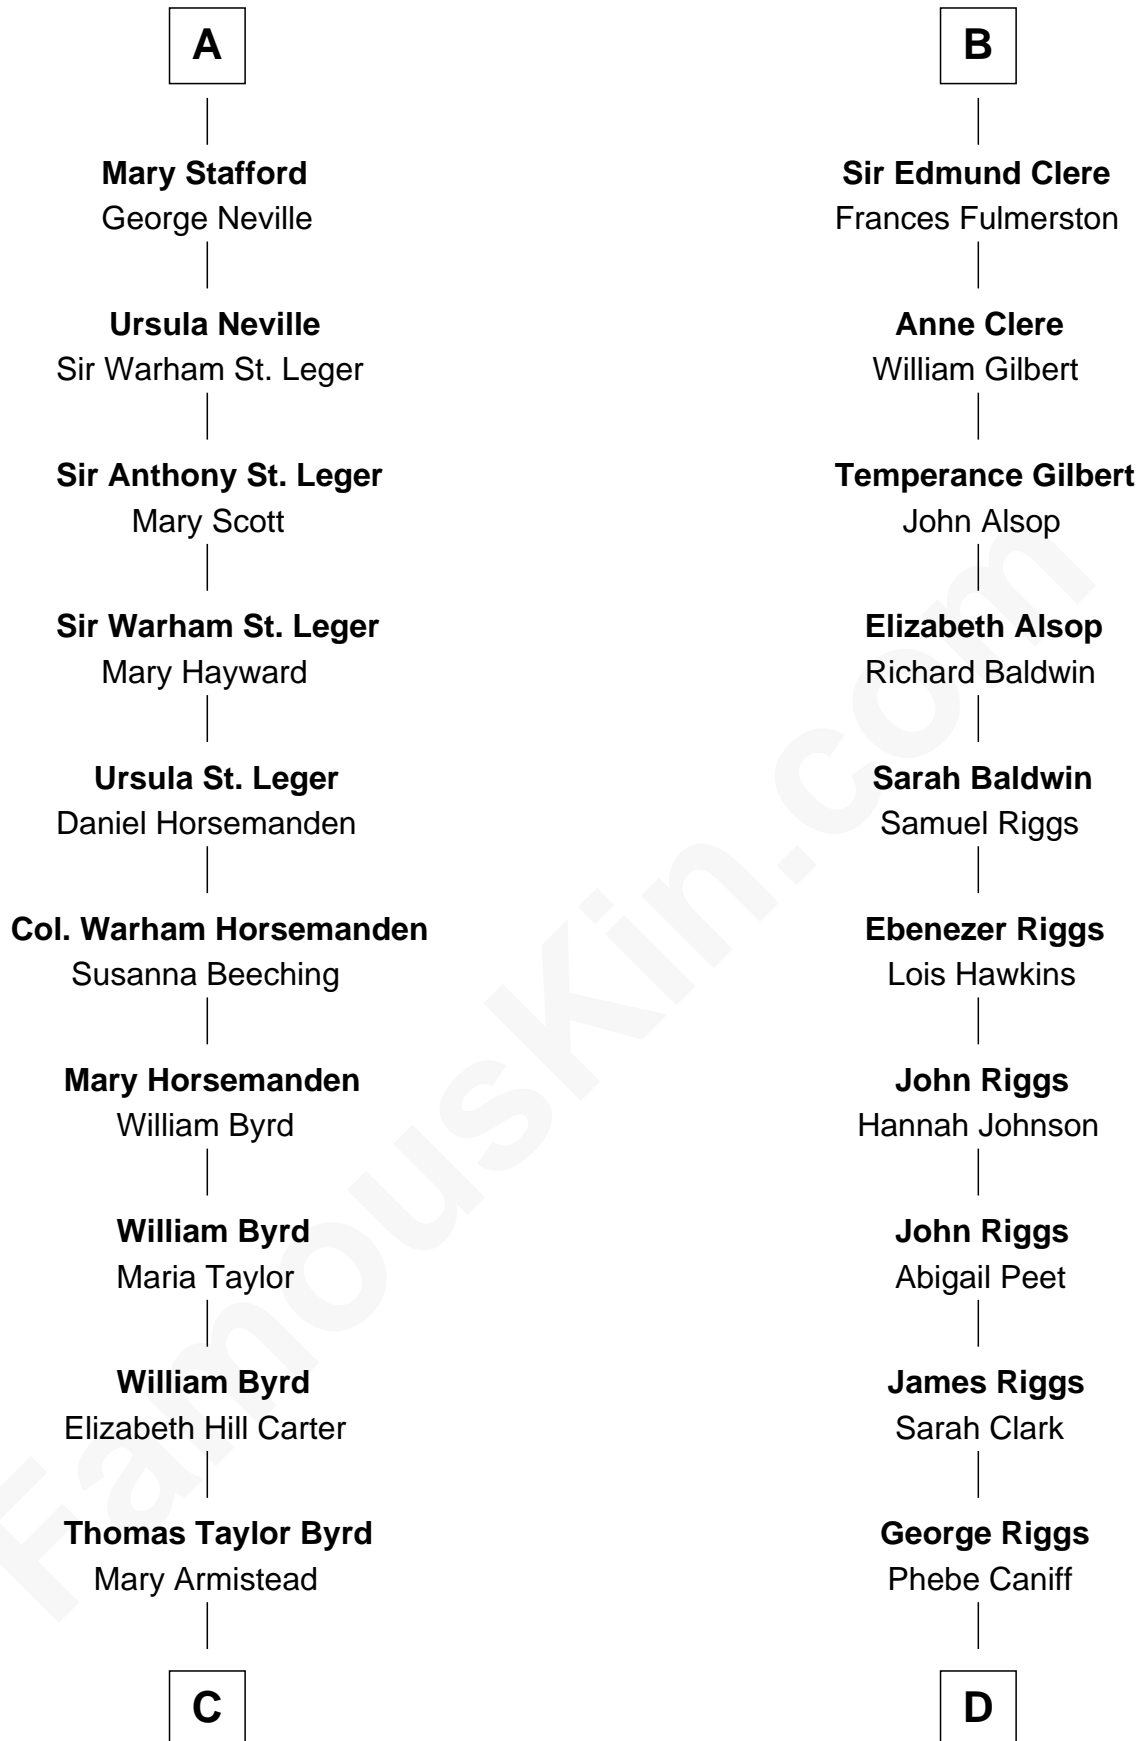 A
Mary Stafford
George Neville
Ursula Neville
Sir Warham St. Leger
Sir Anthony St. Leger
Mary Scott
Sir Warham St. Leger
Mary Hayward
Ursula St. Leger
Daniel Horsemanden
Col. Warham Horsemanden
Susanna Beeching
Mary Horsemanden
William Byrd
William Byrd
Maria Taylor
William Byrd
Elizabeth Hill Carter
Thomas Taylor Byrd
Mary Armistead
C
B
Sir Edmund Clere
Frances Fulmerston
Anne Clere
William Gilbert
Temperance Gilbert
John Alsop
Elizabeth Alsop
Richard Baldwin
Sarah Baldwin
Samuel Riggs
Ebenezer Riggs
Lois Hawkins
John Riggs
Hannah Johnson
John Riggs
Abigail Peet
James Riggs
Sarah Clark
George Riggs
Phebe Caniff
D
FamousKin.com